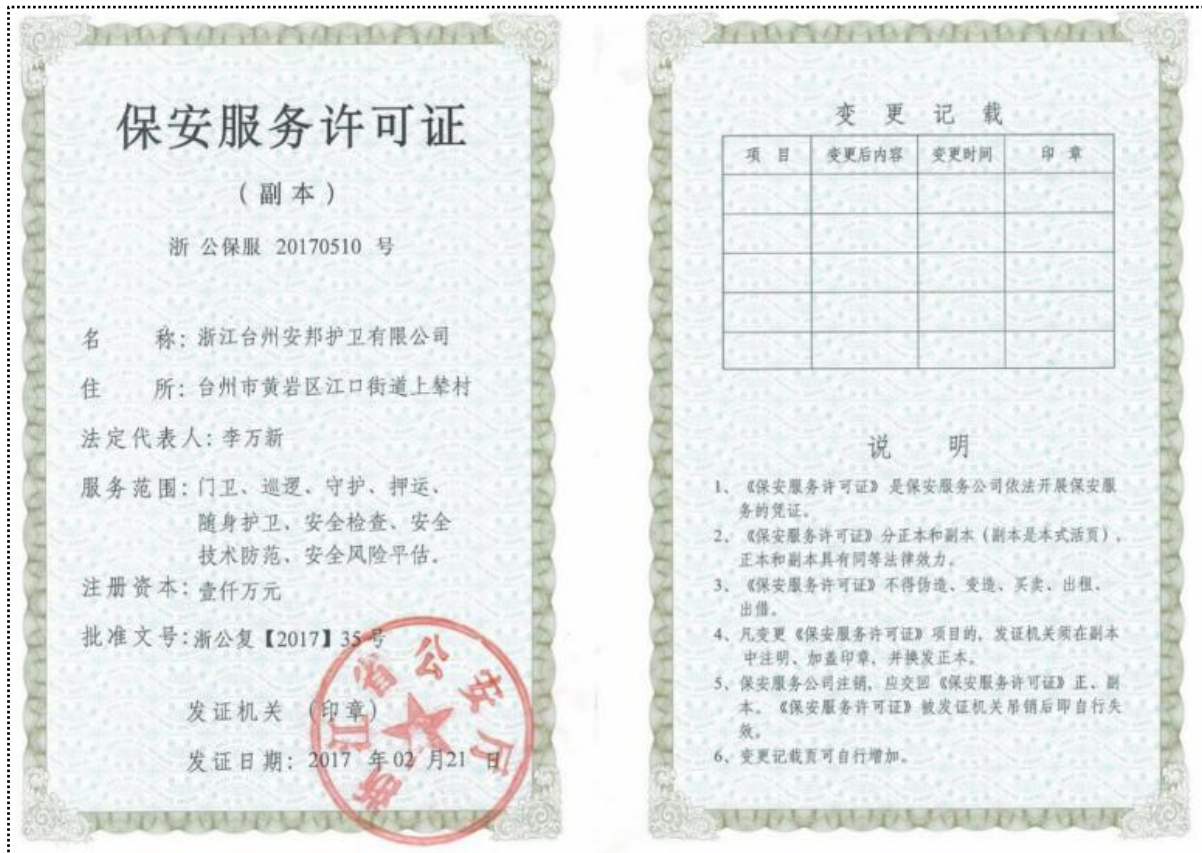 保安服务许可证
（副本）
浙 公保服 20170510 号
名 称：浙江台州安邦护卫有限公司
住 所：台州市黄岩区江口街道上辇村
法定代表人：李万新
服务范围：门卫、巡逻、守护、押运、
随身护卫、安全检查、安全
技术防范、安全风险平估。
注册资本：壹仟万元
批准文号：浙公复【2017】35号
发证机关 （印章）
发证日期：2017 年02 月21 日
浙江省公安厅
变更记载
项 目 变更后内容 变更时间 印 章
说 明
1、《保安服务许可证》是保安服务公司依法开展保安服
务的凭证。
2、《保安服务许可证》分正本和副本（副本是本式活页），
正本和副本具有同等法律效力。
3、《保安服务许可证》不得伪造、变造、买卖、出租、
出借。
4、凡变更《保安服务许可证》项目的，发证机关须在副本
中注明、加盖印章，并换发正本。
5、保安服务公司注销，应交回《保安服务许可证》正、副
本。《保安服务许可证》被发证机关吊销后即自行失
效。
6、变更记载页可自行增加。